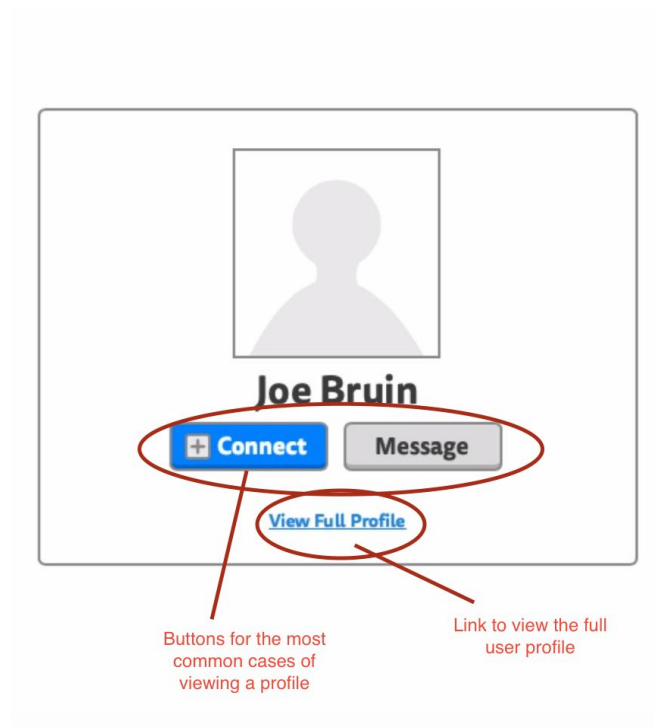 Joe Bruin
Connect
Message
View Full Profile
Buttons for the most
common cases of
viewing a profile
Link to view the full
user profile